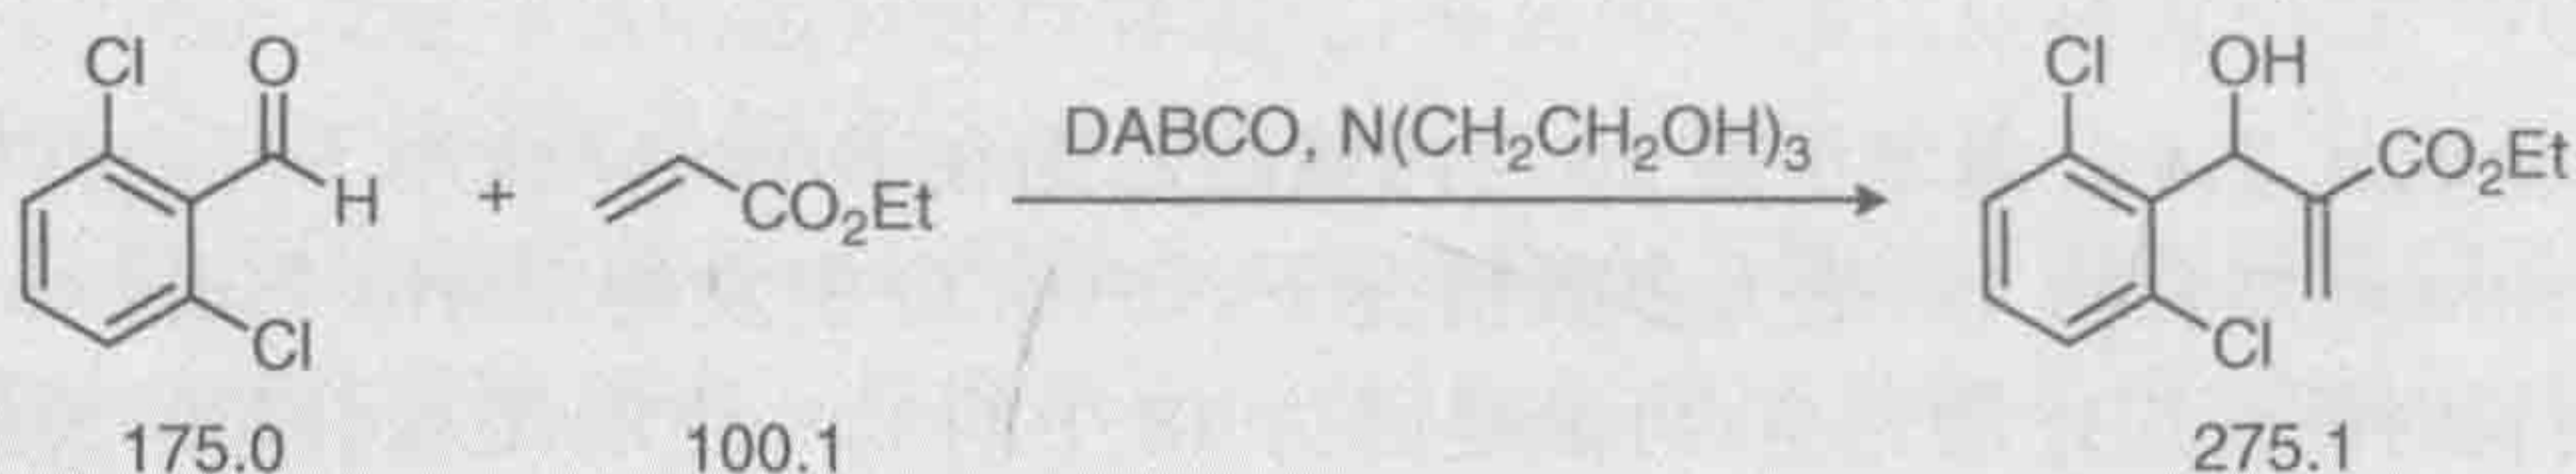 Cl O Cl OH
DABCO, N(CH₂CH₂OH)₃
H + CO₂Et CO₂Et
Cl Cl
175.0 100.1 275.1